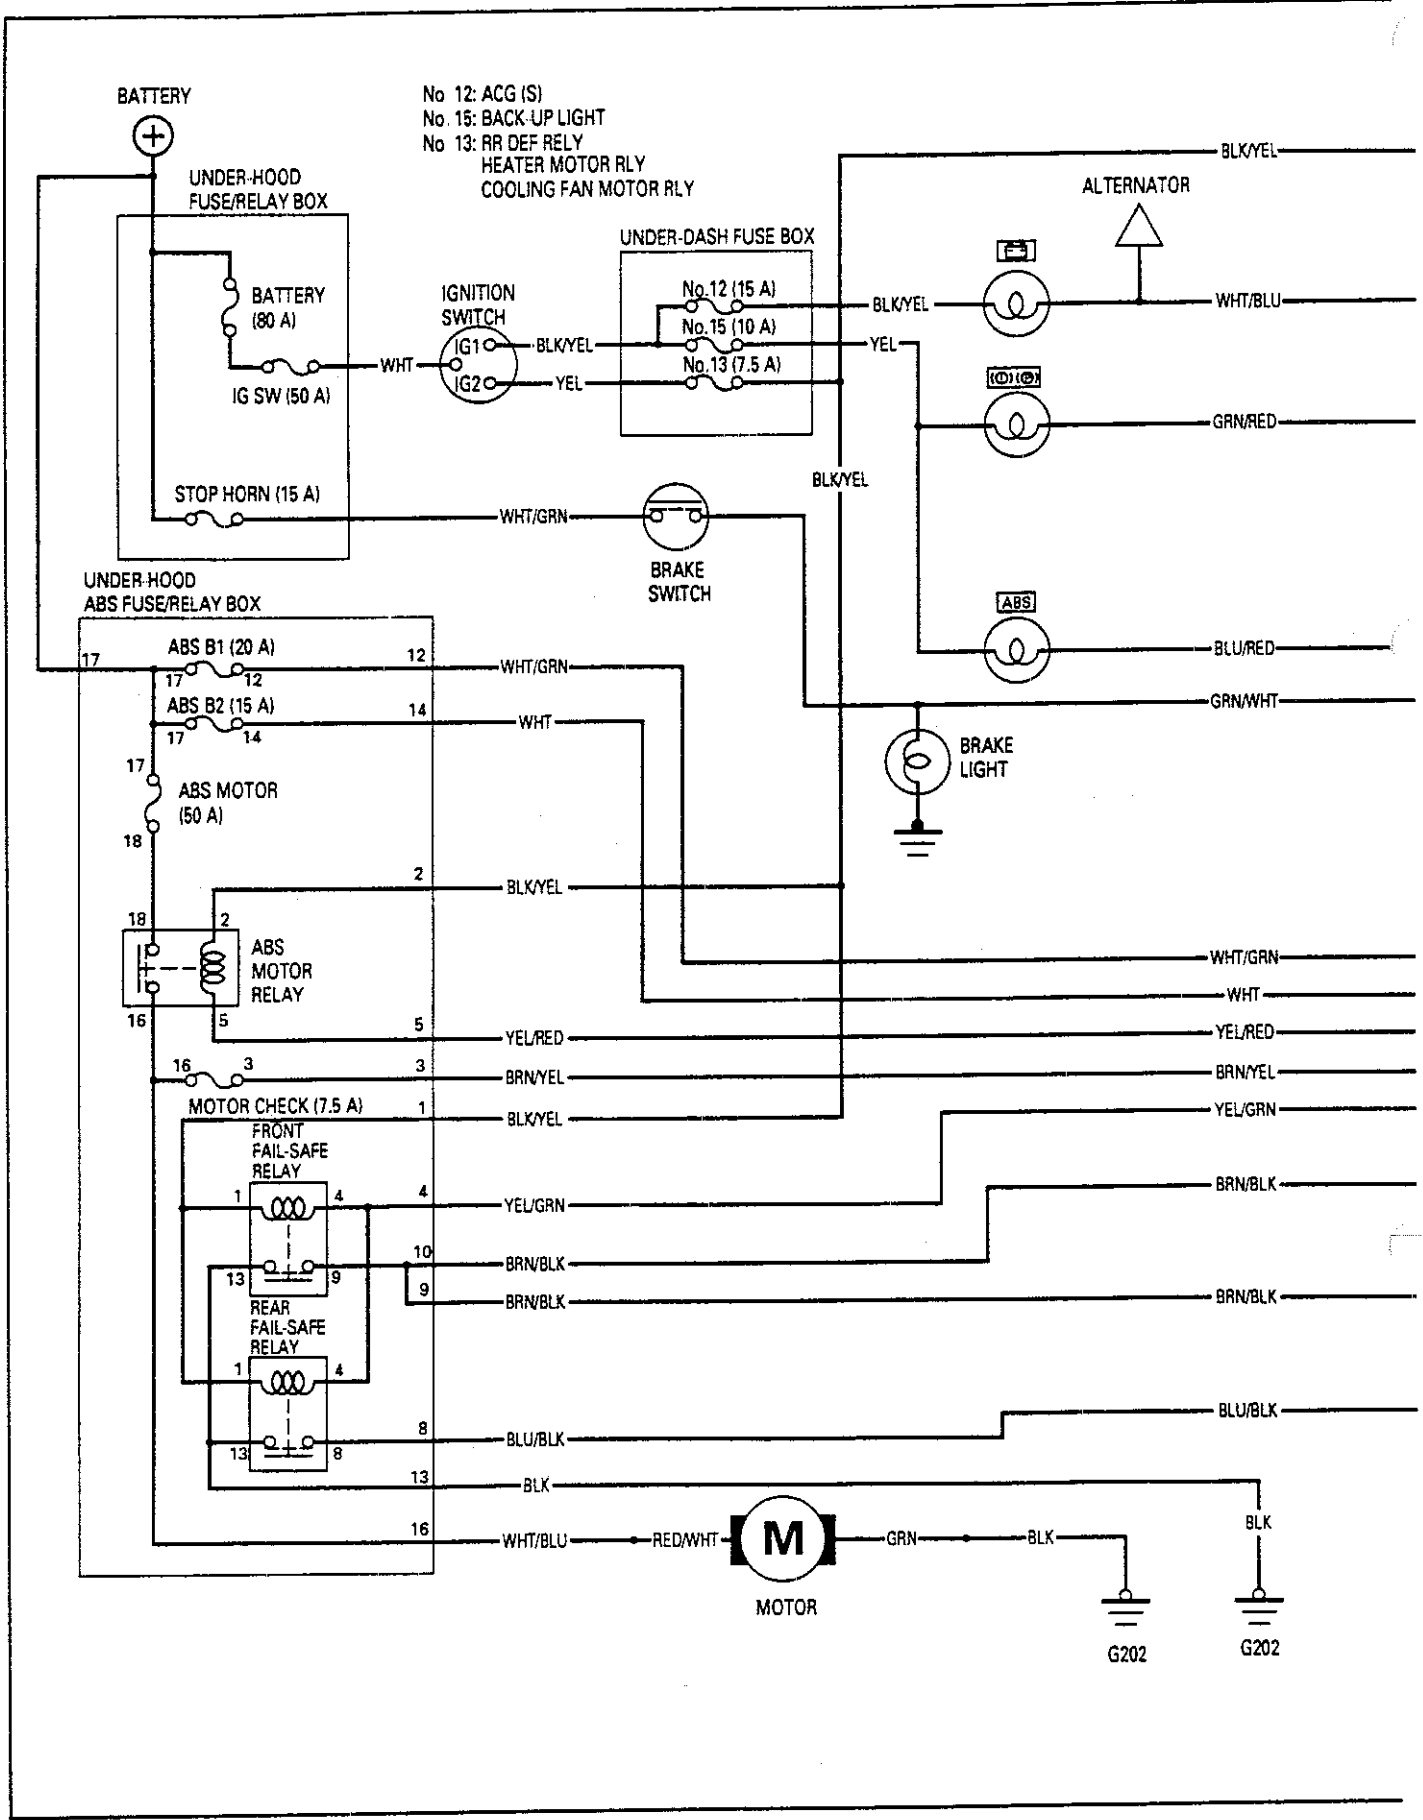 BATTERY
No 12: ACG (S)
No. 15: BACK-UP LIGHT
No 13: RR DEF RELY
HEATER MOTOR RLY
COOLING FAN MOTOR RLY
BLK/YEL
UNDER-HOOD
FUSE/RELAY BOX
ALTERNATOR
UNDER-DASH FUSE BOX
BATTERY
(80 A)
IGNITION
SWITCH
No.12 (15 A)
BLK/YEL
WHT/BLU
No.15 (10 A)
IG1
BLK/YEL
YEL
WHT
No.13 (7.5 A)
IG2
YEL
IG SW (50 A)
GRN/RED
BLK/YEL
STOP HORN (15 A)
WHT/GRN
BRAKE
SWITCH
UNDER-HOOD
ABS FUSE/RELAY BOX
ABS
BLU/RED
ABS B1 (20 A)
17
12
WHT/GRN
17
12
GRN/WHT
ABS B2 (15 A)
14
WHT
17
14
BRAKE
LIGHT
17
ABS MOTOR
(50 A)
18
2
BLK/YEL
18
2
ABS
MOTOR
RELAY
WHT/GRN
WHT
16
5
5
YEL/RED
YEL/RED
16
3
3
BRN/YEL
BRN/YEL
MOTOR CHECK (7.5 A)
1
BLK/YEL
YEL/GRN
FRONT
FAIL-SAFE
RELAY
1
4
4
YEL/GRN
BRN/BLK
10
BRN/BLK
13
9
9
BRN/BLK
BRN/BLK
REAR
FAIL-SAFE
RELAY
1
4
BLU/BLK
8
BLU/BLK
13
8
13
BLK
BLK
16
WHT/BLU
RED/WHT
M
GRN
BLK
MOTOR
G202
G202